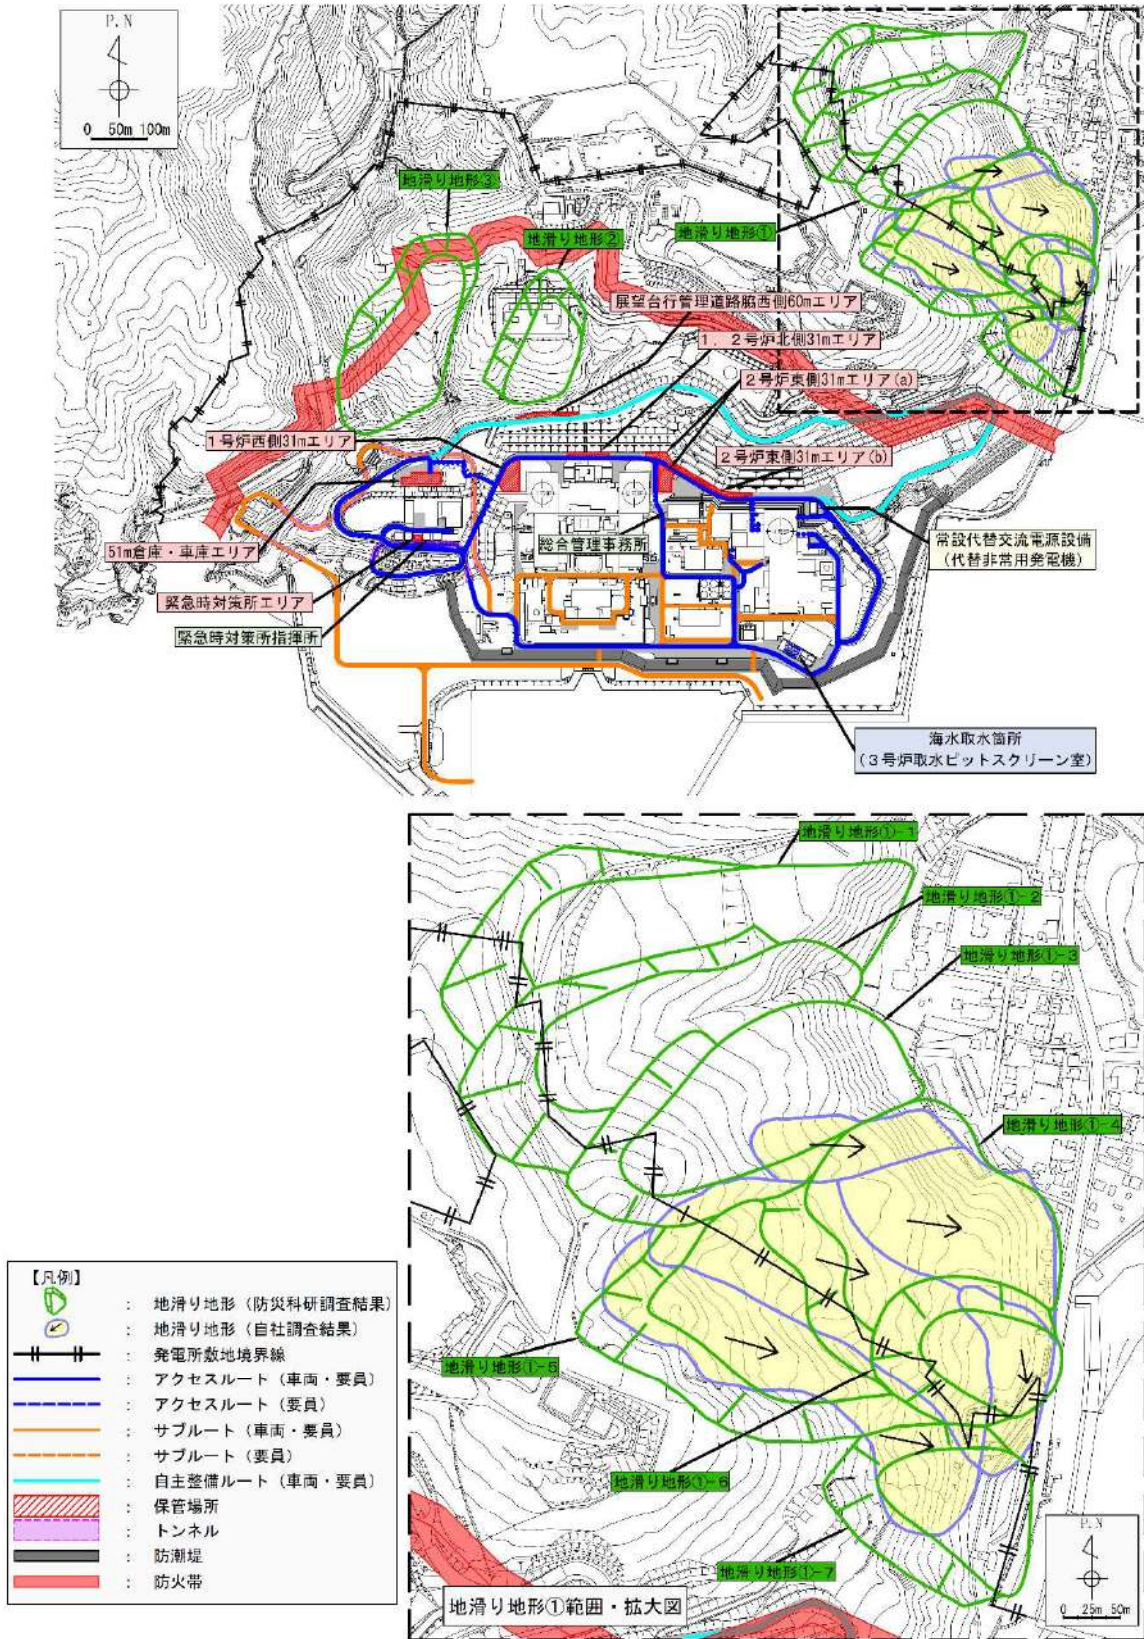 P.N
0 50m 100m
地滑り地形③
地滑り地形②
地滑り地形①
展望台行管理道路脇西側60mエリア
1，2号炉北側31mエリア
2号炉東側31mエリア(a)
1号炉西側31mエリア
2号炉東側31mエリア(b)
51m倉庫・車庫エリア
総合管理事務所
常設代替交流電源設備
(代替非常用発電機)
緊急時対策所エリア
緊急時対策所指揮所
海水取水箇所
(3号炉取水ピットスクリーン室)
地滑り地形①-1
地滑り地形①-2
地滑り地形①-3
地滑り地形①-4
地滑り地形①-5
地滑り地形①-6
地滑り地形①-7
【凡例】
： 地滑り地形（防災科研調査結果）
： 地滑り地形（自社調査結果）
： 発電所敷地境界線
： アクセスルート（車両・要員）
： アクセスルート（要員）
： サブルート（車両・要員）
： サブルート（要員）
： 自主整備ルート（車両・要員）
： 保管場所
： トンネル
： 防潮堤
： 防火帯
地滑り地形①範囲・拡大図
P.N
0 25m 50m